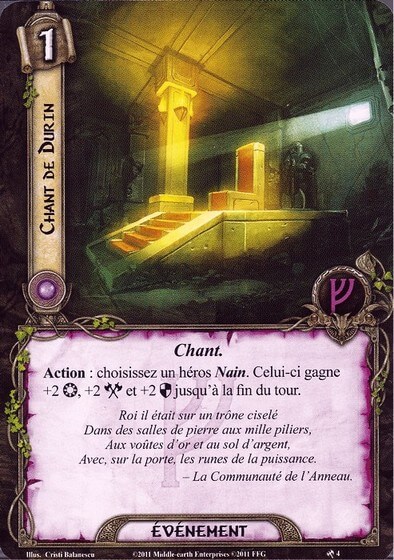 1
CHANT DE DURIN
Chant.
Action : choisissez un héros Nain. Celui-ci gagne
+2, +2 et +2 jusqu'à la fin du tour.
Roi il était sur un trône ciselé
Dans des salles de pierre aux mille piliers,
Aux voûtes d'or et au sol d'argent,
Avec, sur la porte, les runes de la puissance.
– La Communauté de l'Anneau.
ÉVÉNEMENT
Illus. Cristi Balanescu ©2011 Middle-earth Enterprises ©2011 FFG 4